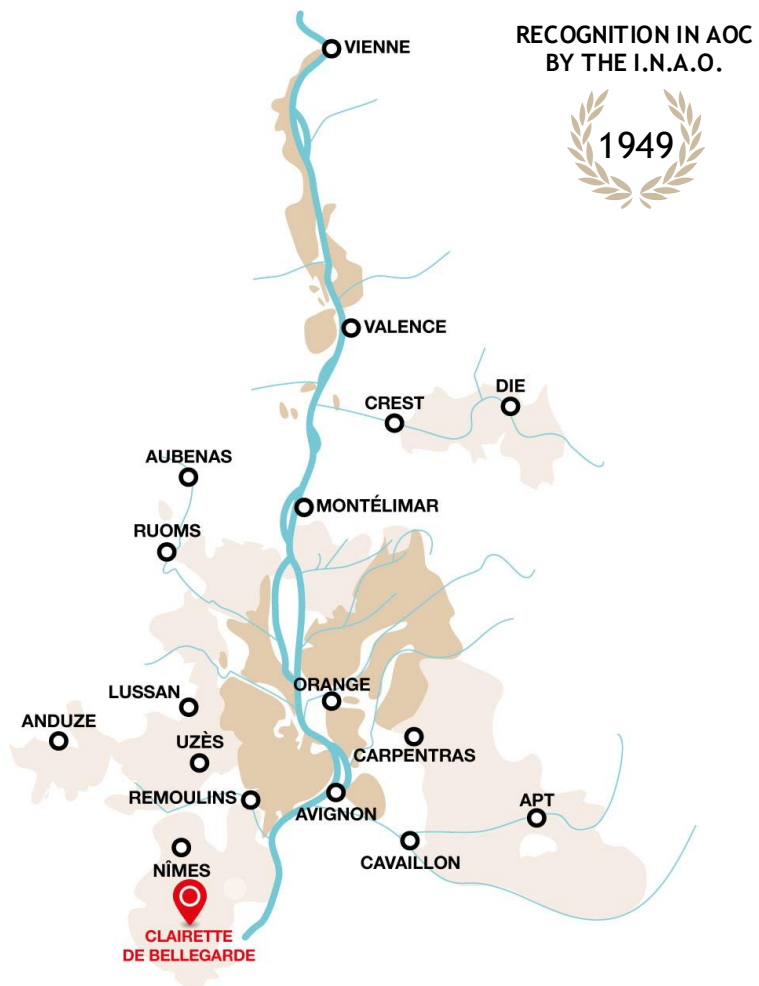 RECOGNITION IN AOC
BY THE I.N.A.O.
1949
VIENNE
VALENCE
DIE
CREST
AUBENAS
MONTÉLIMAR
RUOMS
ORANGE
LUSSAN
ANDUZE
UZÈS
CARPENTRAS
REMOULINS
AVIGNON
APT
CAVAILLON
NÎMES
CLAIRETTE
DE BELLEGARDE